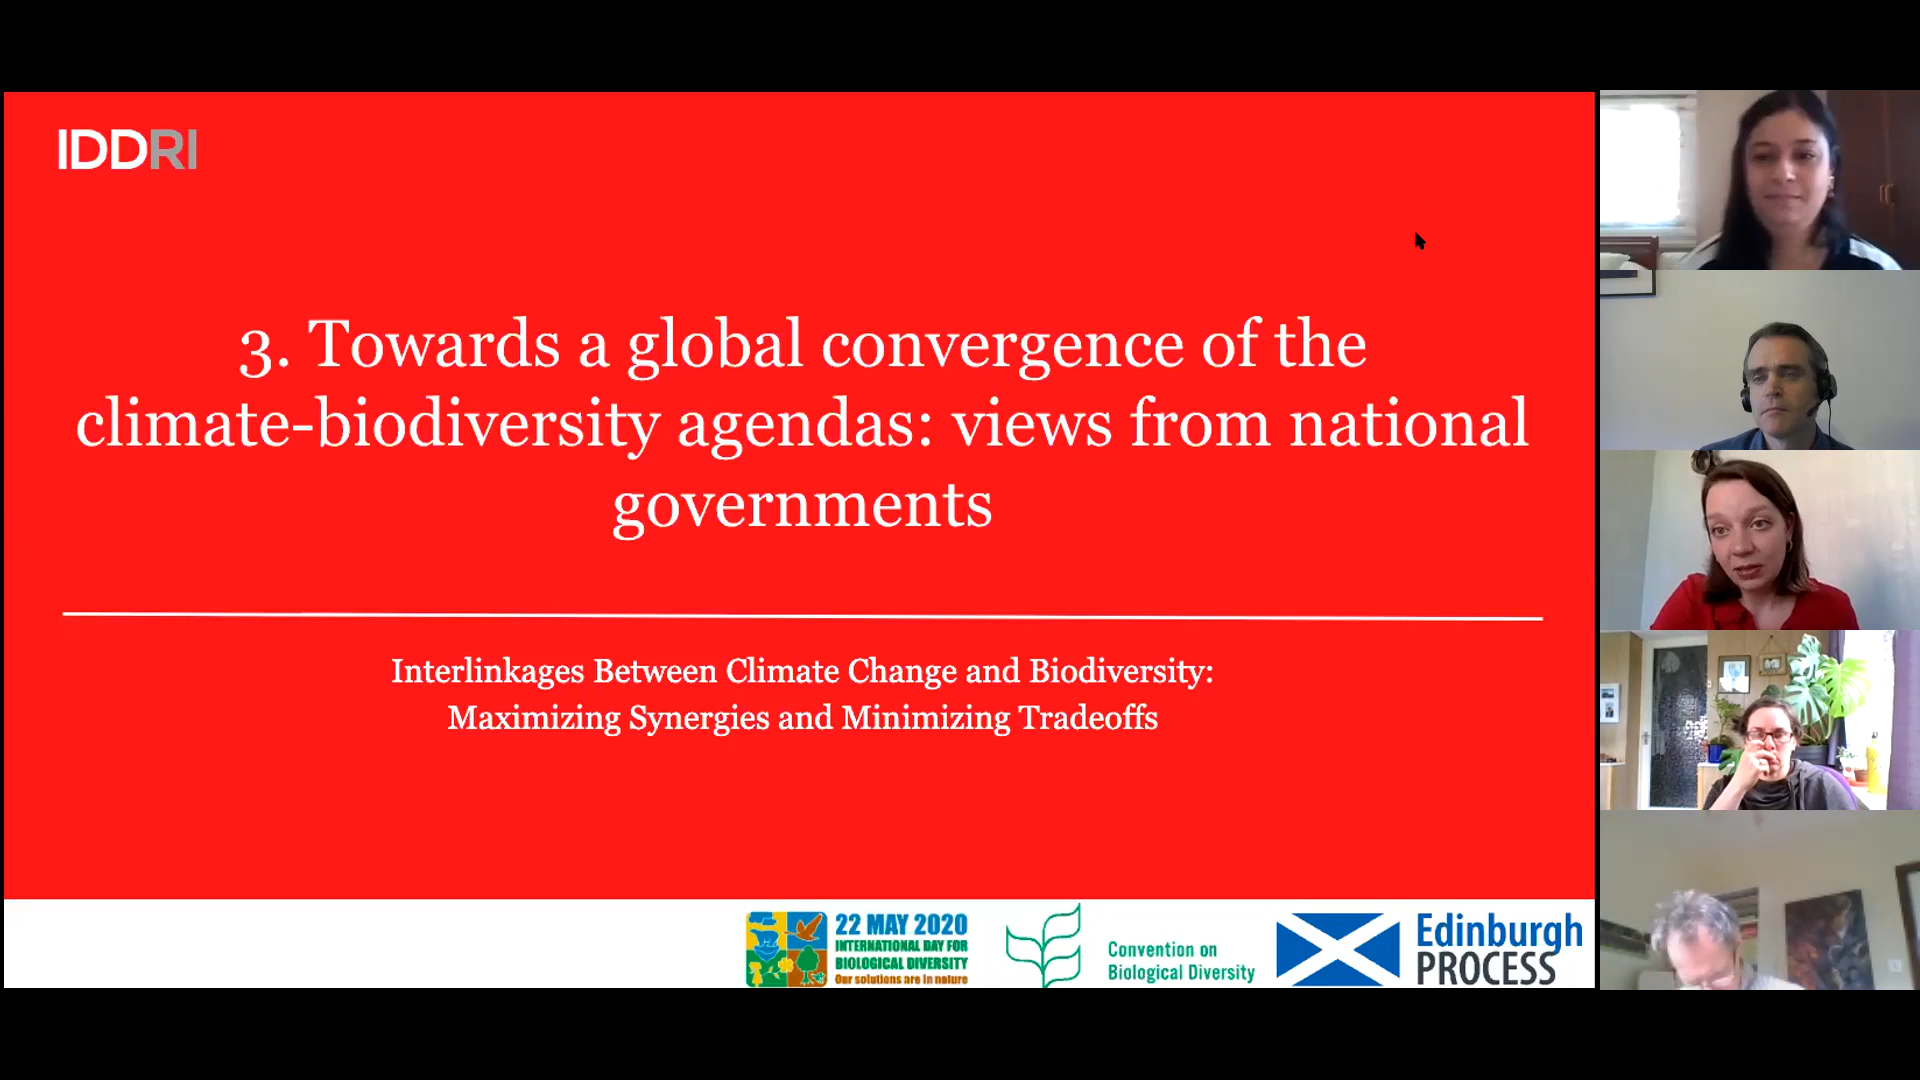 IDDRI
3. Towards a global convergence of the
climate-biodiversity agendas: views from national
governments
Interlinkages Between Climate Change and Biodiversity:
Maximizing Synergies and Minimizing Tradeoffs
22 MAY 2020
INTERNATIONAL DAY FOR
BIOLOGICAL DIVERSITY
Our solutions are in nature
Convention on
Biological Diversity
Edinburgh
PROCESS